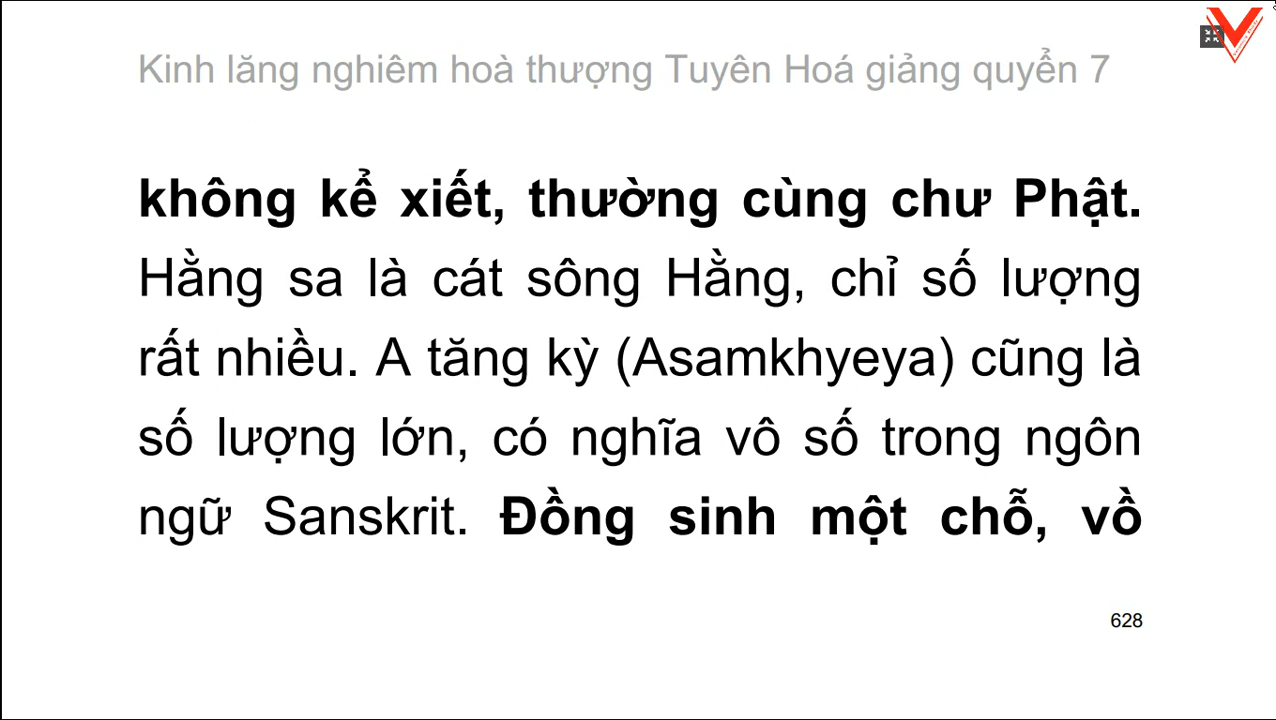 Kinh lăng nghiêm hoà thượng Tuyên Hoá giảng quyển 7
không kể xiết, thường cùng chư Phật.
Hằng sa là cát sông Hằng, chỉ số lượng
rất nhiều. A tăng kỳ (Asamkhyeya) cũng là
số lượng lớn, có nghĩa vô số trong ngôn
ngữ Sanskrit. Đồng sinh một chỗ, vồ
628